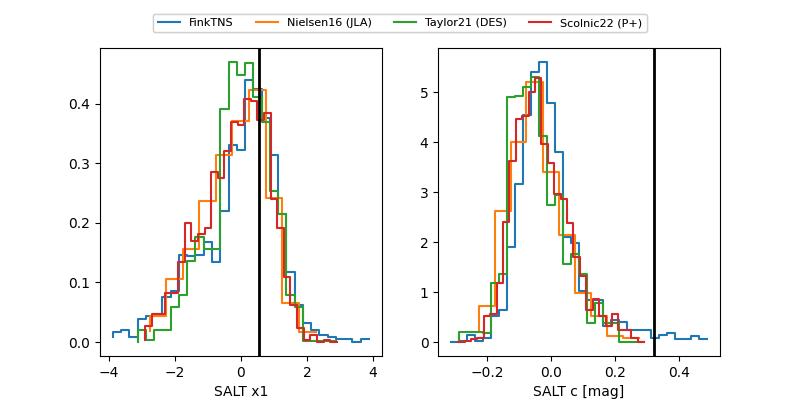 FinkTNS Nielsen16 (JLA) Taylor21 (DES) Scolnic22 (P+)
0.4
0.3
0.2
0.1
0.0
−4 −2 0 2 4
SALT x1
5
4
3
2
1
0
−0.2 0.0 0.2 0.4
SALT c [mag]